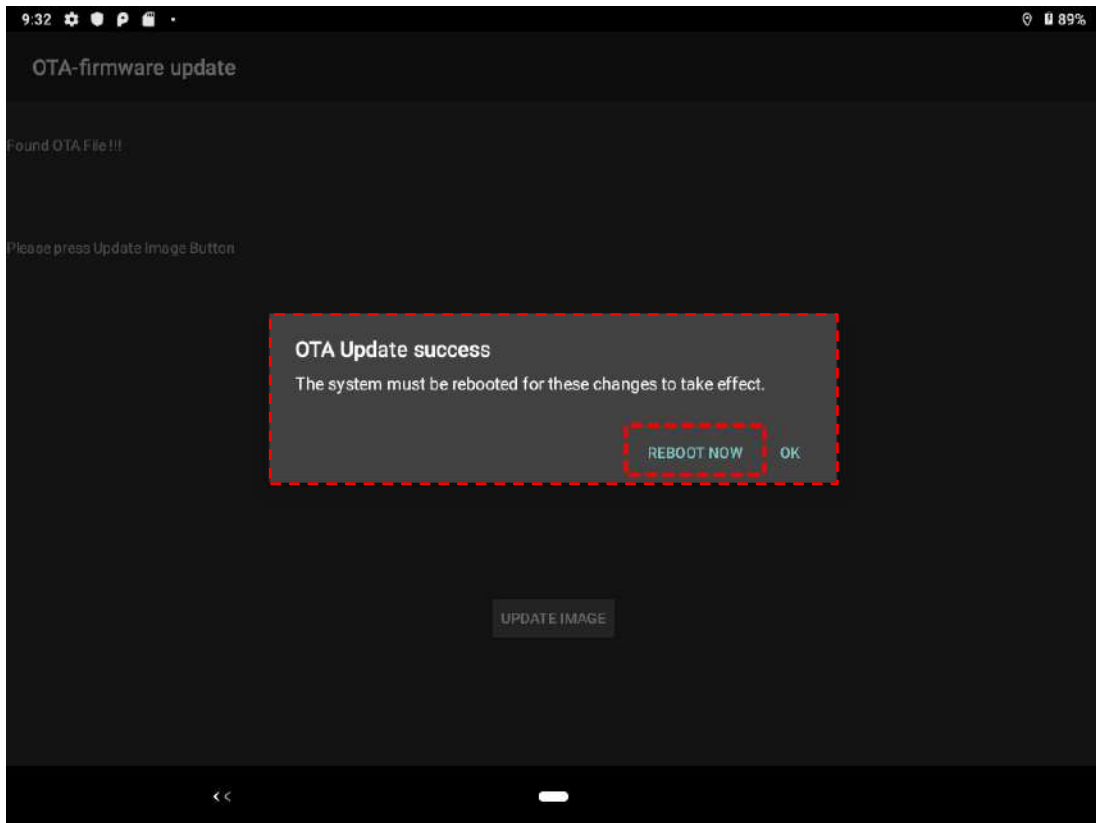 9:32
89%
OTA-firmware update
Found OTA File!!!
Please press Update Image Button
OTA Update success
The system must be rebooted for these changes to take effect.
REBOOT NOW OK
UPDATE IMAGE